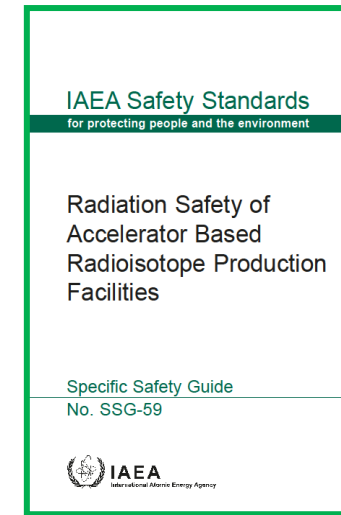 IAEA Safety Standards
for protecting people and the environment
Radiation Safety of
Accelerator Based
Radioisotope Production
Facilities
Specific Safety Guide
No. SSG-59
IAEA
International Atomic Energy Agency